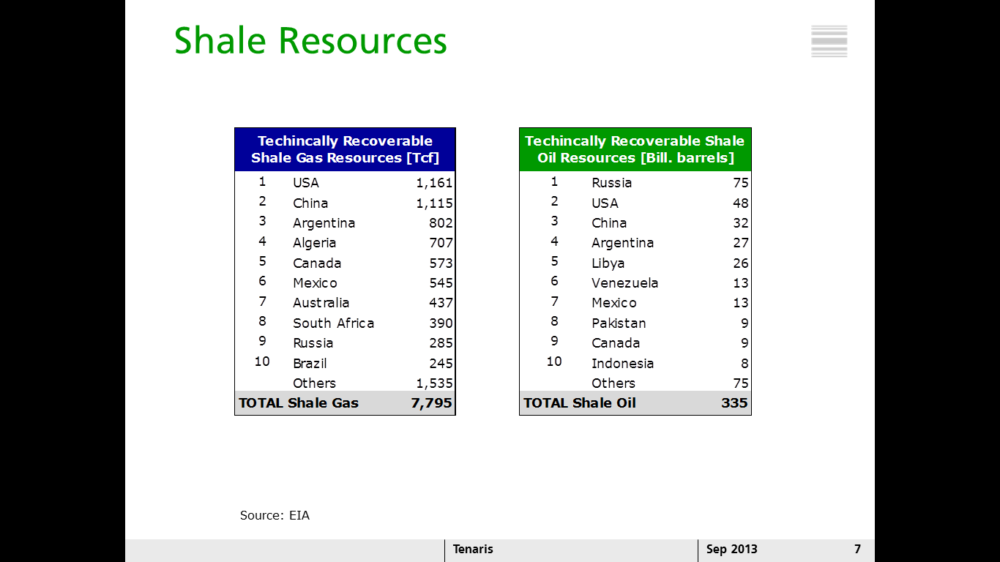 Shale Resources
Techincally Recoverable
Shale Gas Resources [Tcf]
1 USA 1,161
2 China 1,115
3 Argentina 802
4 Algeria 707
5 Canada 573
6 Mexico 545
7 Australia 437
8 South Africa 390
9 Russia 285
10 Brazil 245
Others 1,535
TOTAL Shale Gas 7,795
Techincally Recoverable Shale
Oil Resources [Bill. barrels]
1 Russia 75
2 USA 48
3 China 32
4 Argentina 27
5 Libya 26
6 Venezuela 13
7 Mexico 13
8 Pakistan 9
9 Canada 9
10 Indonesia 8
Others 75
TOTAL Shale Oil 335
Source: EIA
Tenaris Sep 2013 7